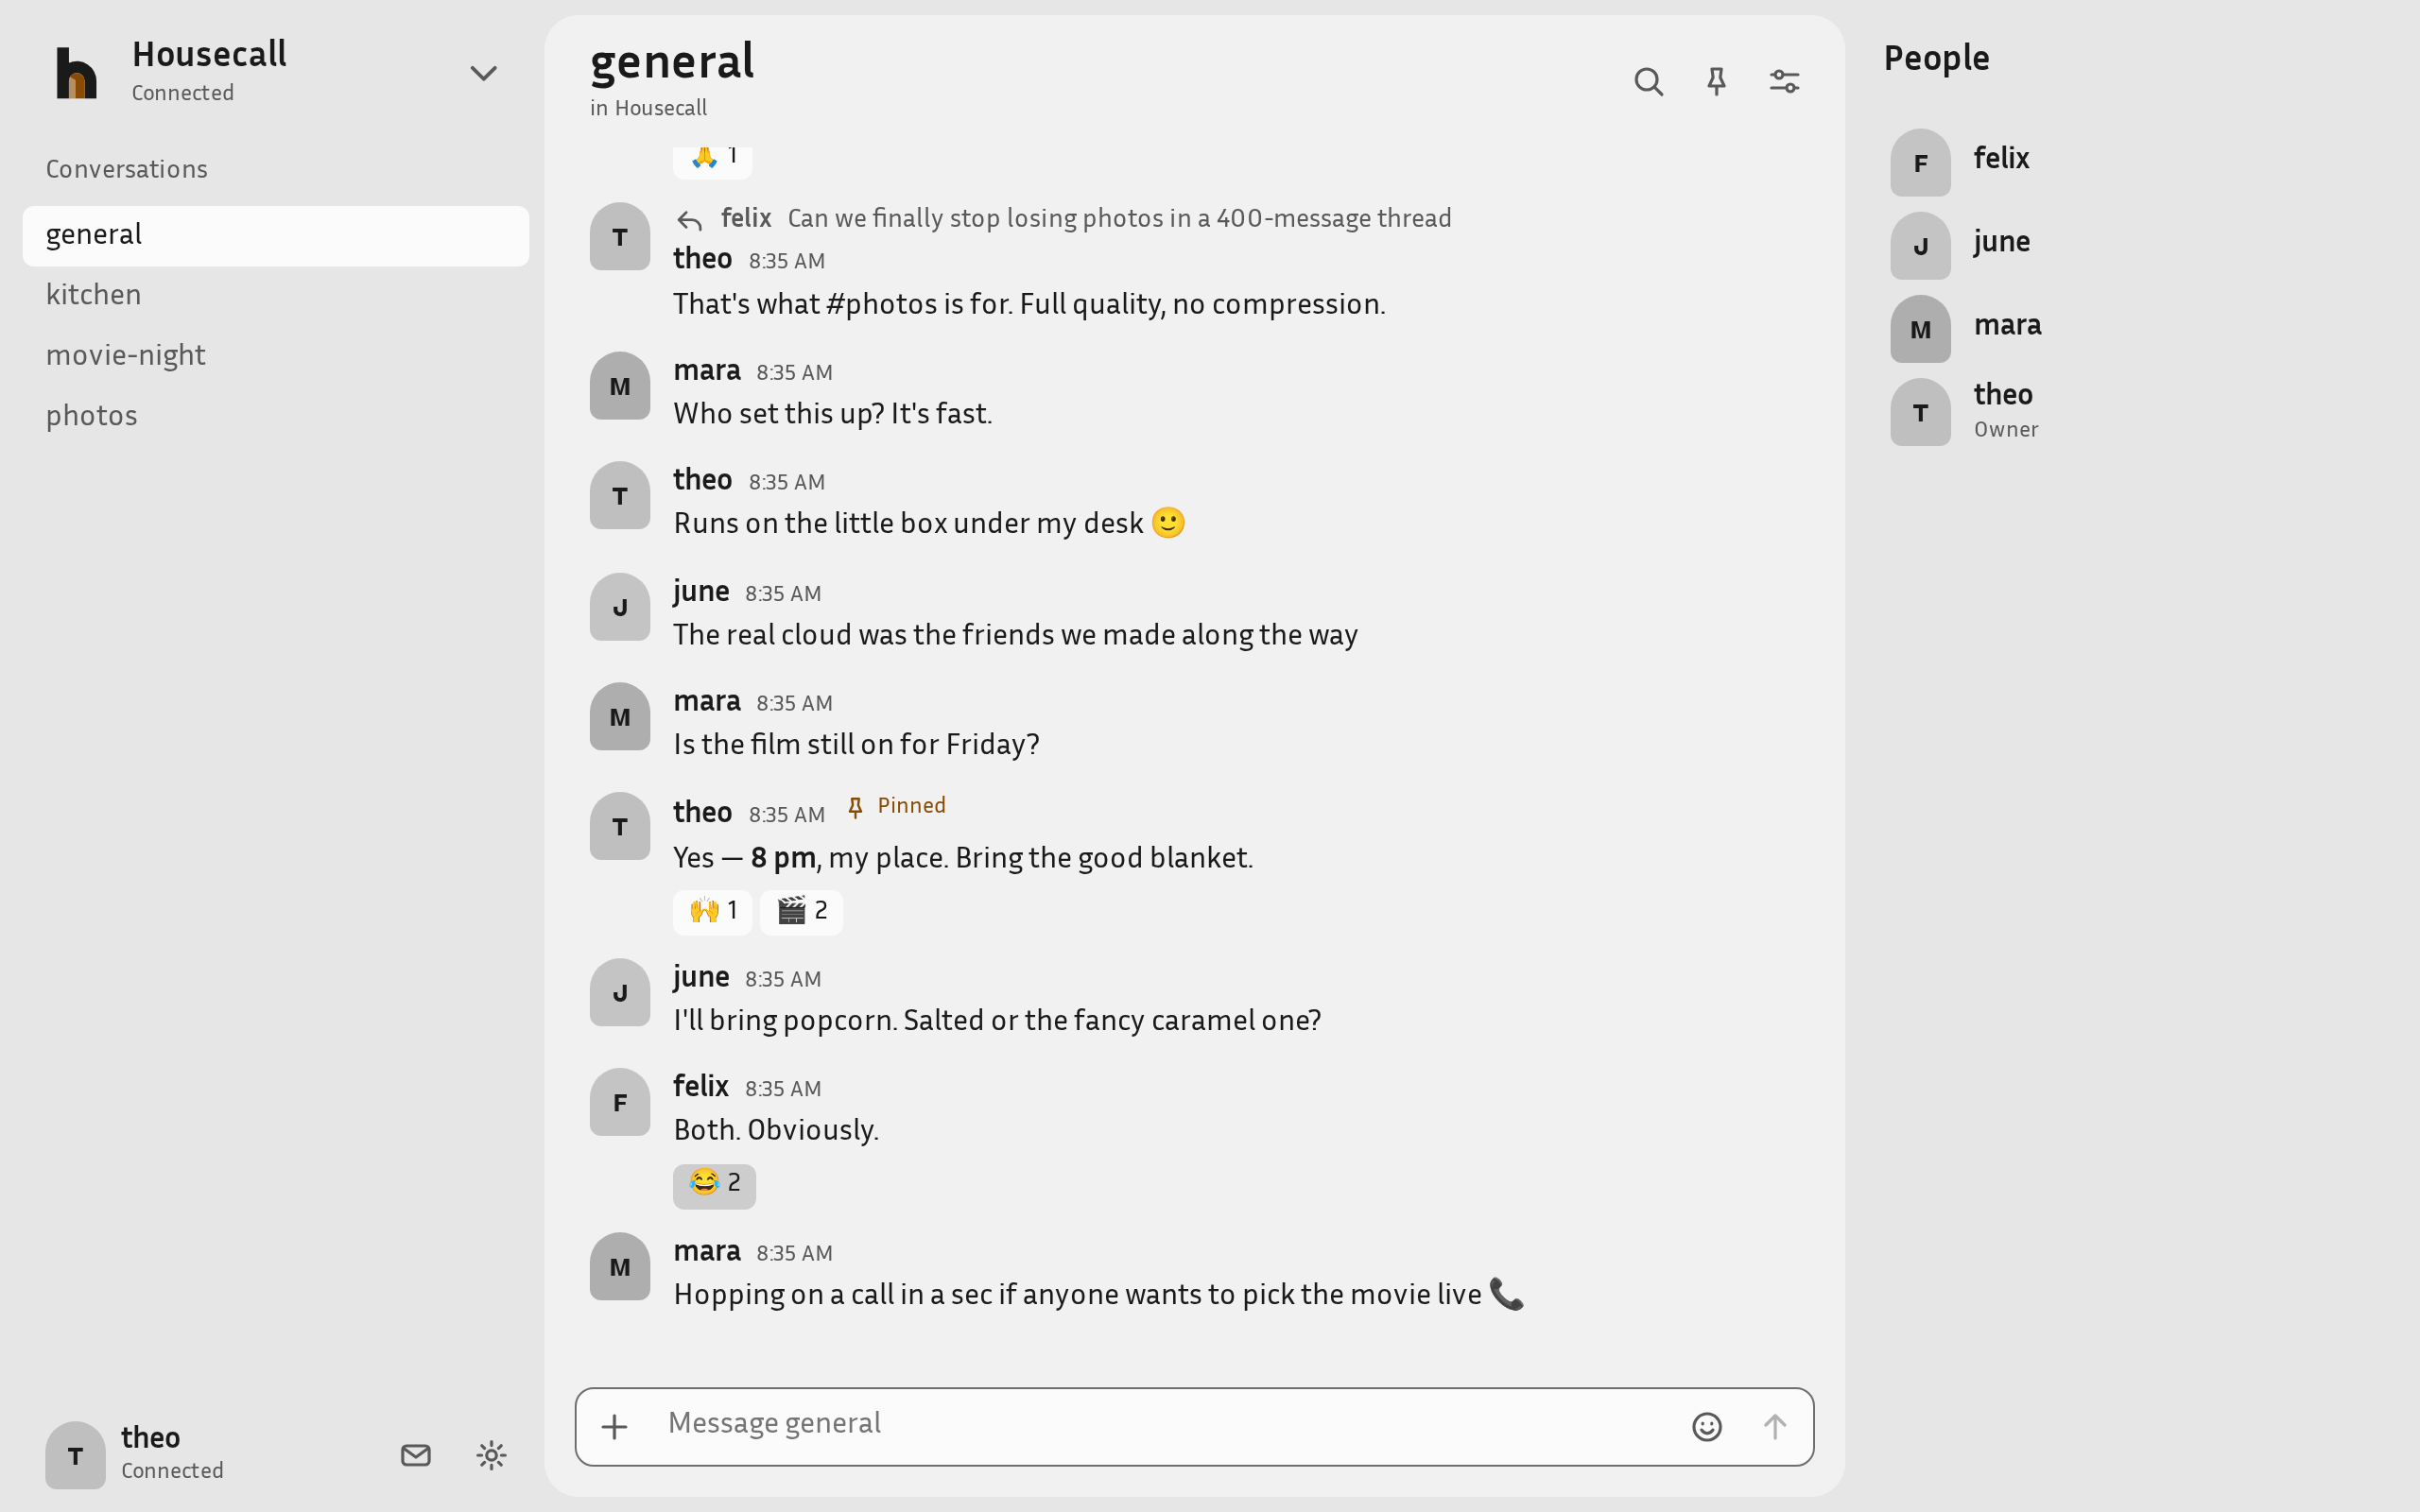 Housecall
Connected
Conversations
general
kitchen
movie-night
photos
theo
Connected
general
in Housecall
🙏 1
felix Can we finally stop losing photos in a 400-message thread
T
theo 8:35 AM
That's what #photos is for. Full quality, no compression.
M
mara 8:35 AM
Who set this up? It's fast.
T
theo 8:35 AM
Runs on the little box under my desk 🙂
J
june 8:35 AM
The real cloud was the friends we made along the way
M
mara 8:35 AM
Is the film still on for Friday?
T
theo 8:35 AM Pinned
Yes — 8 pm, my place. Bring the good blanket.
🙌 1 🎬 2
J
june 8:35 AM
I'll bring popcorn. Salted or the fancy caramel one?
F
felix 8:35 AM
Both. Obviously.
😂 2
M
mara 8:35 AM
Hopping on a call in a sec if anyone wants to pick the movie live 📞
Message general
T
People
F
felix
J
june
M
mara
T
theo
Owner